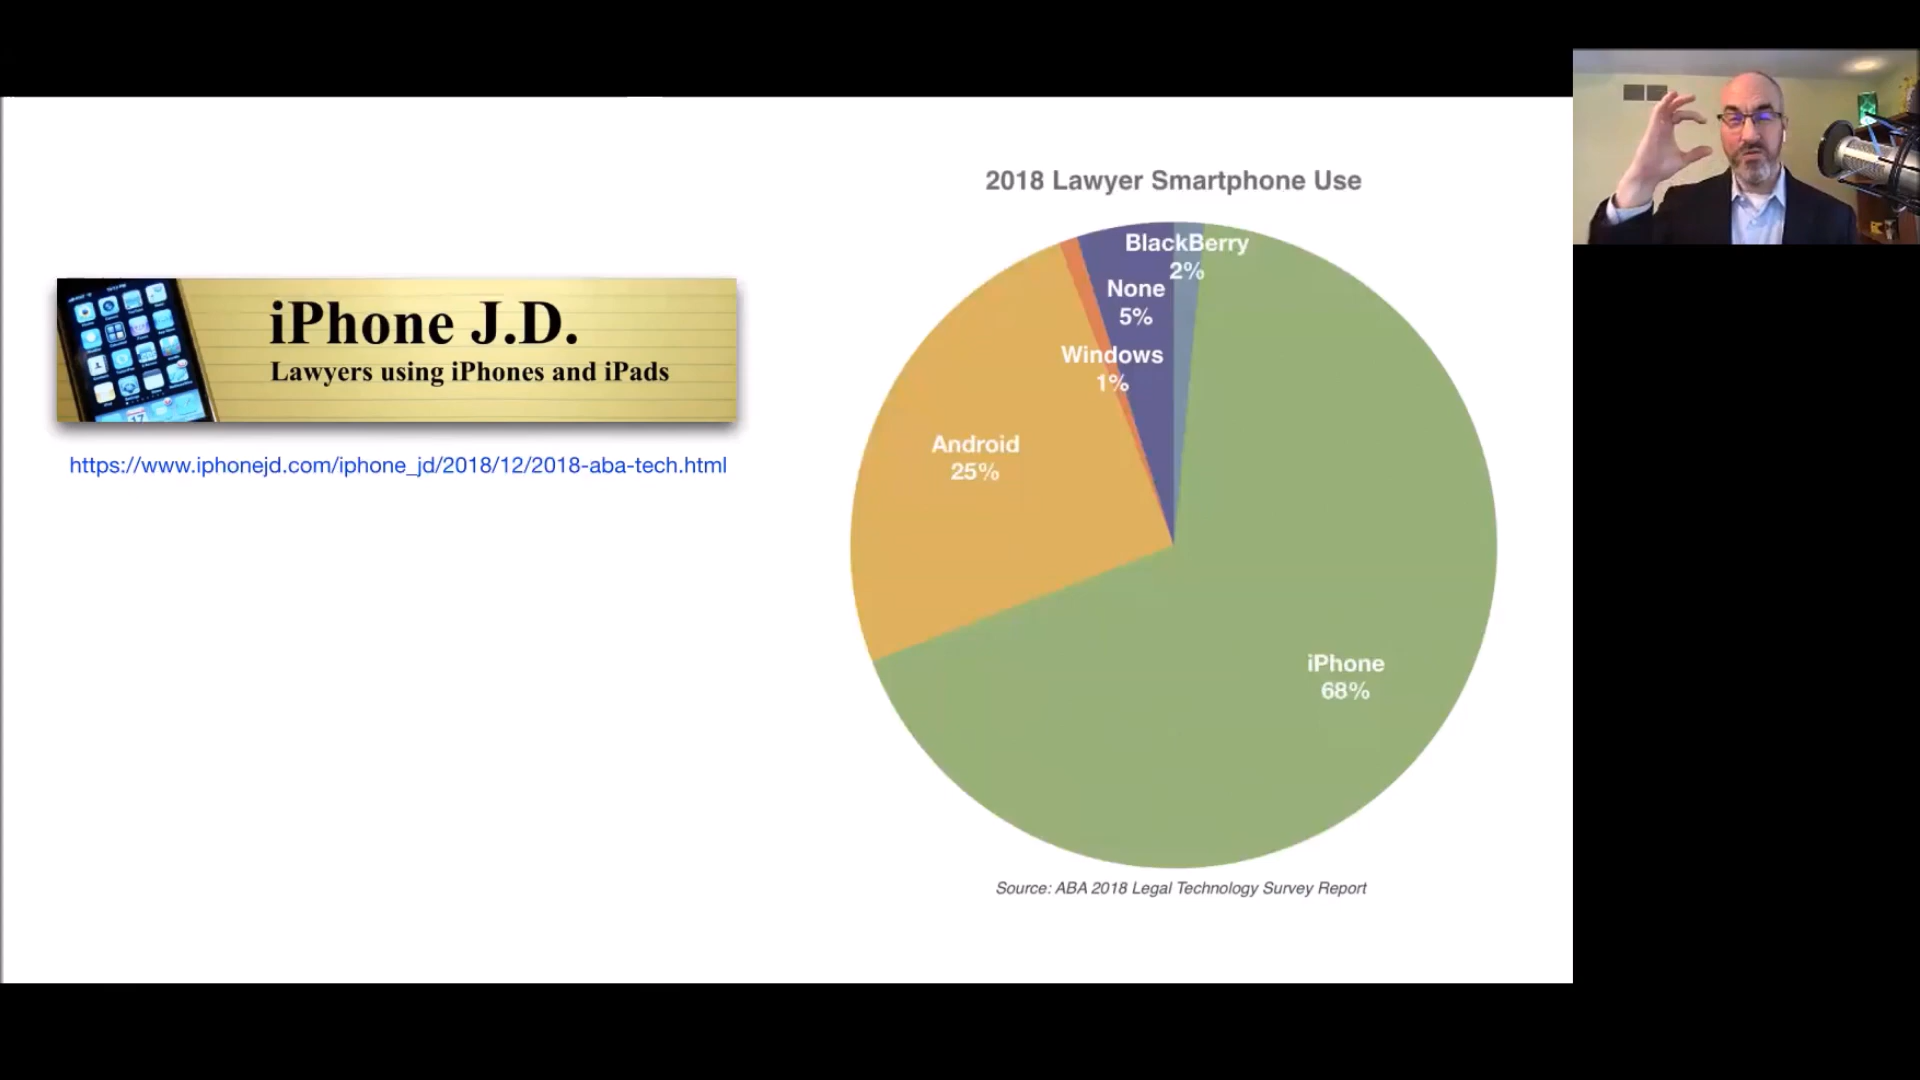 iPhone J.D.
Lawyers using iPhones and iPads
https://www.iphonejd.com/iphone_jd/2018/12/2018-aba-tech.html
2018 Lawyer Smartphone Use
BlackBerry
2%
None
5%
Windows
1%
Android
25%
iPhone
68%
Source: ABA 2018 Legal Technology Survey Report